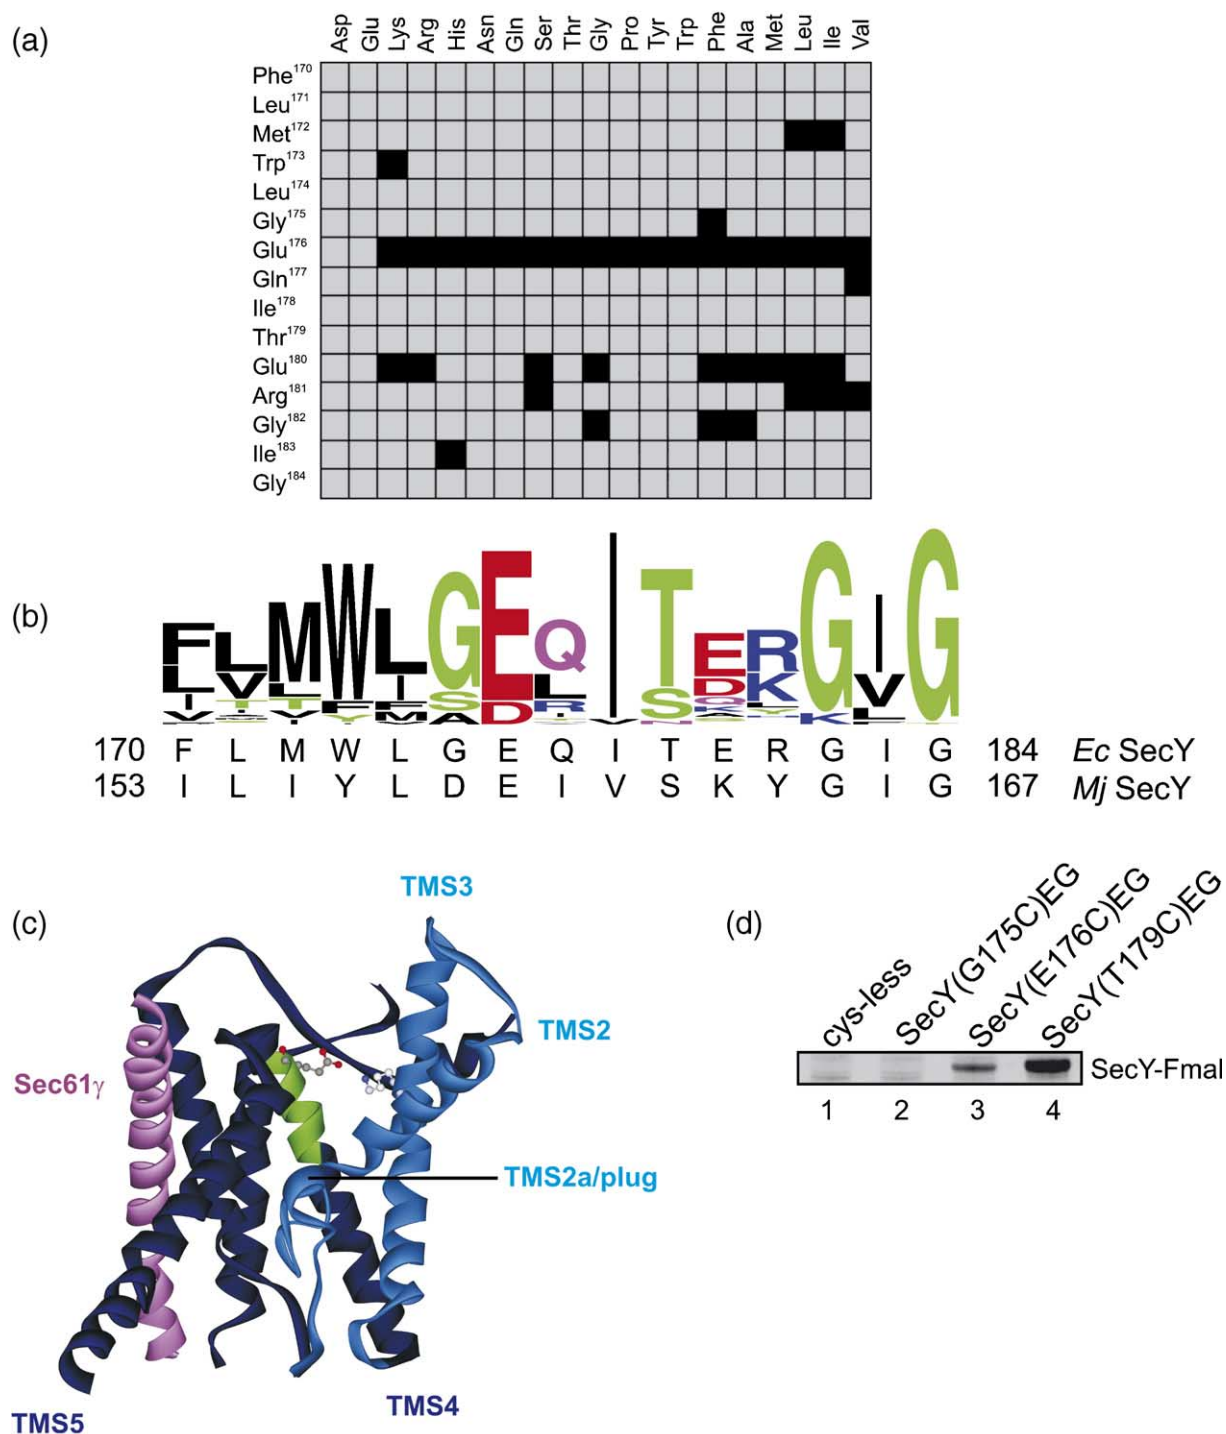 (a)
Asp Glu Lys Arg His Asn Gln Ser Thr Gly Pro Tyr Trp Phe Ala Met Leu Ile Val
Phe170
Leu171
Met172
Trp173
Leu174
Gly175
Glu176
Gln177
Ile178
Thr179
Glu180
Arg181
Gly182
Ile183
Gly184
(b)
170 F L M W L G E Q I T E R G I G 184 Ec SecY
153 I L I Y L D E I V S K Y G I G 167 Mj SecY
(c)
TMS3
TMS2
Sec61γ
TMS2a/plug
TMS5
TMS4
(d)
cys-less
SecY(G175C)EG
SecY(E176C)EG
SecY(T179C)EG
SecY-Fmal
1 2 3 4